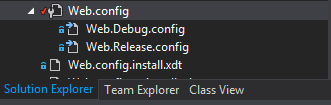 Web.config
Web.Debug.config
Web.Release.config
Web.config.install.xdt
Solution Explorer Team Explorer Class View